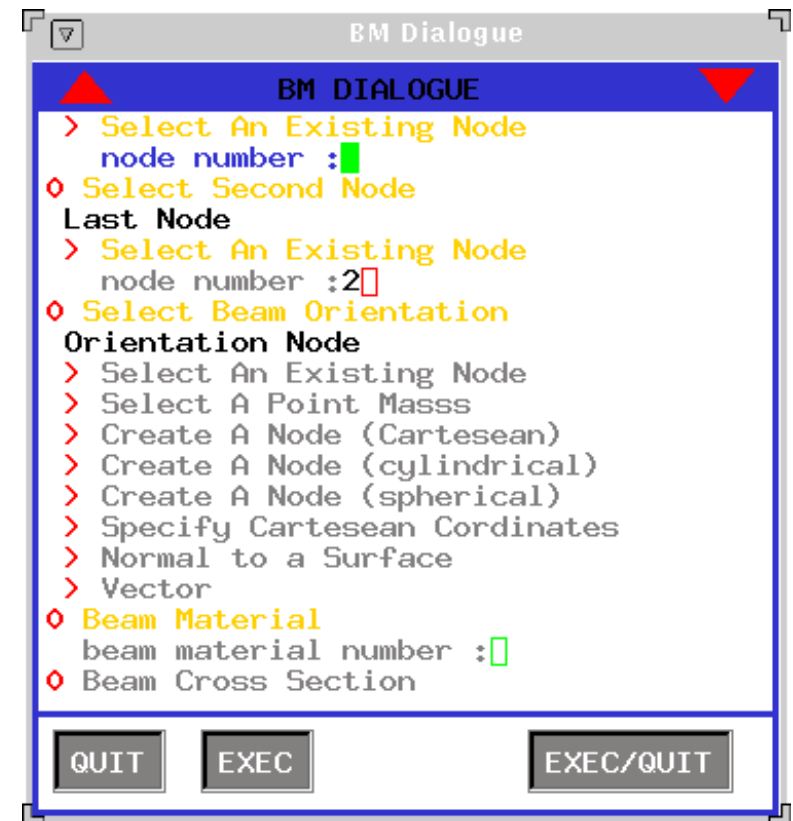 BM Dialogue
BM DIALOGUE
> Select An Existing Node
node number :
Select Second Node
Last Node
> Select An Existing Node
node number :2
Select Beam Orientation
Orientation Node
> Select An Existing Node
> Select A Point Masss
> Create A Node (Cartesean)
> Create A Node (cylindrical)
> Create A Node (spherical)
> Specify Cartesean Cordinates
> Normal to a Surface
> Vector
Beam Material
beam material number :
Beam Cross Section
QUIT EXEC EXEC/QUIT